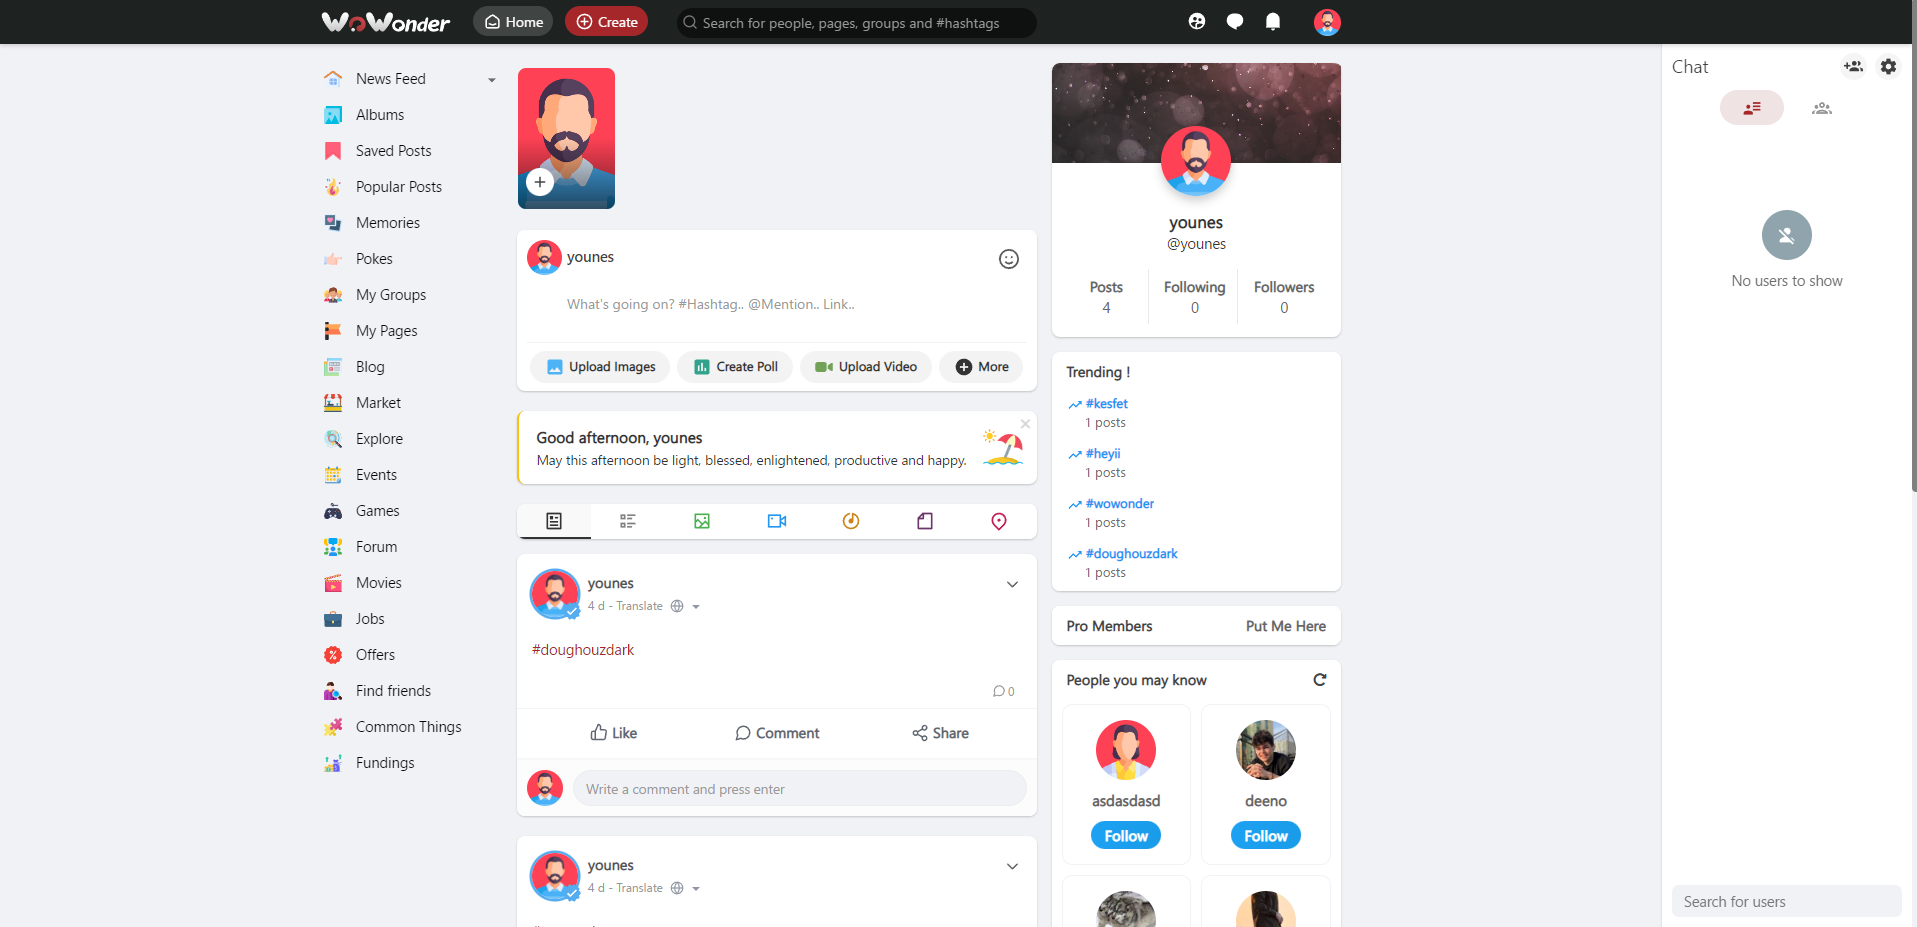 WoWonder
Home
Create
Search for people, pages, groups and #hashtags
News Feed
Albums
Saved Posts
Popular Posts
Memories
Pokes
My Groups
My Pages
Blog
Market
Explore
Events
Games
Forum
Movies
Jobs
Offers
Find friends
Common Things
Fundings
younes
What's going on? #Hashtag.. @Mention.. Link..
Upload Images
Create Poll
Upload Video
More
Good afternoon, younes
May this afternoon be light, blessed, enlightened, productive and happy.
younes
4 d - Translate
#doughouzdark
0
Like
Comment
Share
Write a comment and press enter
younes
4 d - Translate
younes
@younes
Posts
4
Following
0
Followers
0
Trending !
#kesfet
1 posts
#heyii
1 posts
#wowonder
1 posts
#doughouzdark
1 posts
Pro Members
Put Me Here
People you may know
asdasdasd
Follow
deeno
Follow
Chat
No users to show
Search for users